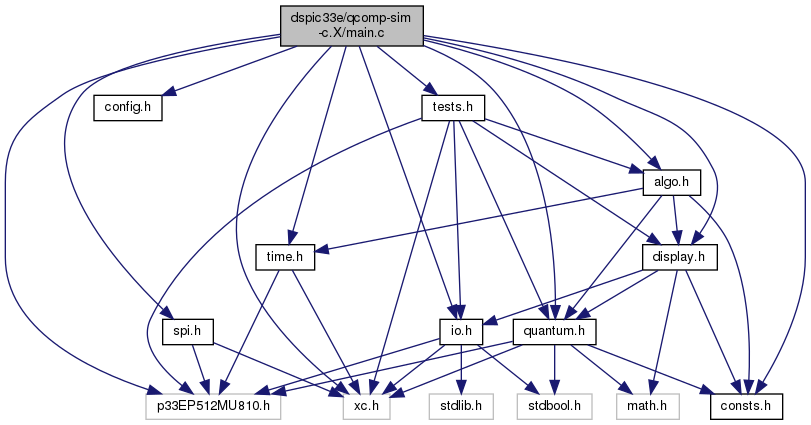 dspic33e/qcomp-sim
-c.X/main.c
config.h
tests.h
algo.h
time.h
display.h
spi.h
io.h
quantum.h
p33EP512MU810.h
xc.h
stdlib.h
stdbool.h
math.h
consts.h